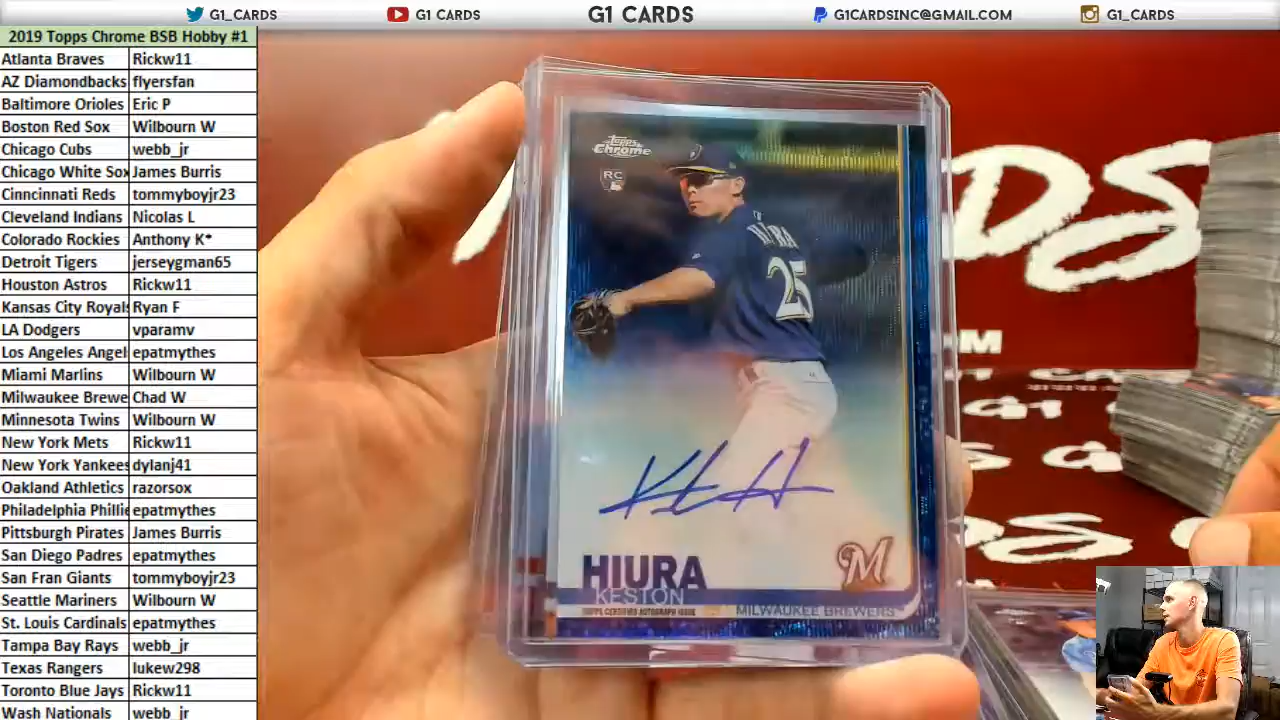 G1_CARDS
G1 CARDS
G1 CARDS
G1CARDSINC@GMAIL.COM
G1_CARDS
2019 Topps Chrome BSB Hobby #1
Atlanta Braves Rickw11
AZ Diamondbacks flyersfan
Baltimore Orioles Eric P
Boston Red Sox Wilbourn W
Chicago Cubs webb_jr
Chicago White Sox James Burris
Cinncinnati Reds tommyboyjr23
Cleveland Indians Nicolas L
Colorado Rockies Anthony K*
Detroit Tigers jerseygman65
Houston Astros Rickw11
Kansas City Royals Ryan F
LA Dodgers vparamv
Los Angeles Angel epatmythes
Miami Marlins Wilbourn W
Milwaukee Brewe Chad W
Minnesota Twins Wilbourn W
New York Mets Rickw11
New York Yankees dylanj41
Oakland Athletics razorsox
Philadelphia Phillie epatmythes
Pittsburgh Pirates James Burris
San Diego Padres epatmythes
San Fran Giants tommyboyjr23
Seattle Mariners Wilbourn W
St. Louis Cardinals epatmythes
Tampa Bay Rays webb_jr
Texas Rangers lukew298
Toronto Blue Jays Rickw11
Wash Nationals webb_jr
Topps
Chrome
RC
HIURA
25
HIURA
KESTON
TOPPS CERTIFIED AUTOGRAPH ISSUE
MILWAUKEE BREWERS
M